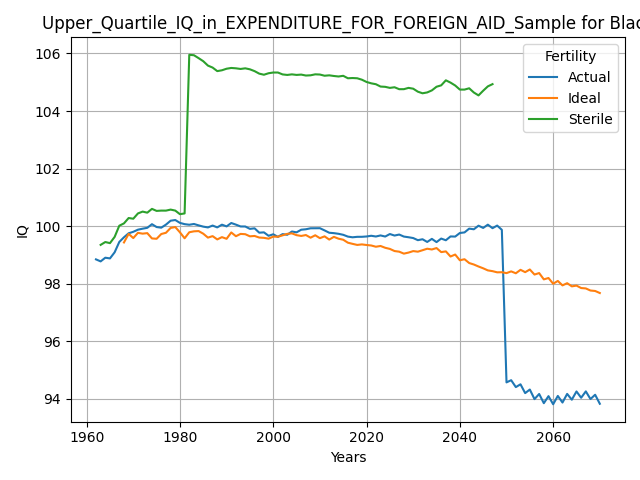 Upper_Quartile_IQ_in_EXPENDITURE_FOR_FOREIGN_AID_Sample for Blac
106
104
102
100
98
96
94
IQ
1960
1980
2000
2020
2040
2060
Years
Fertility
Actual
Ideal
Sterile